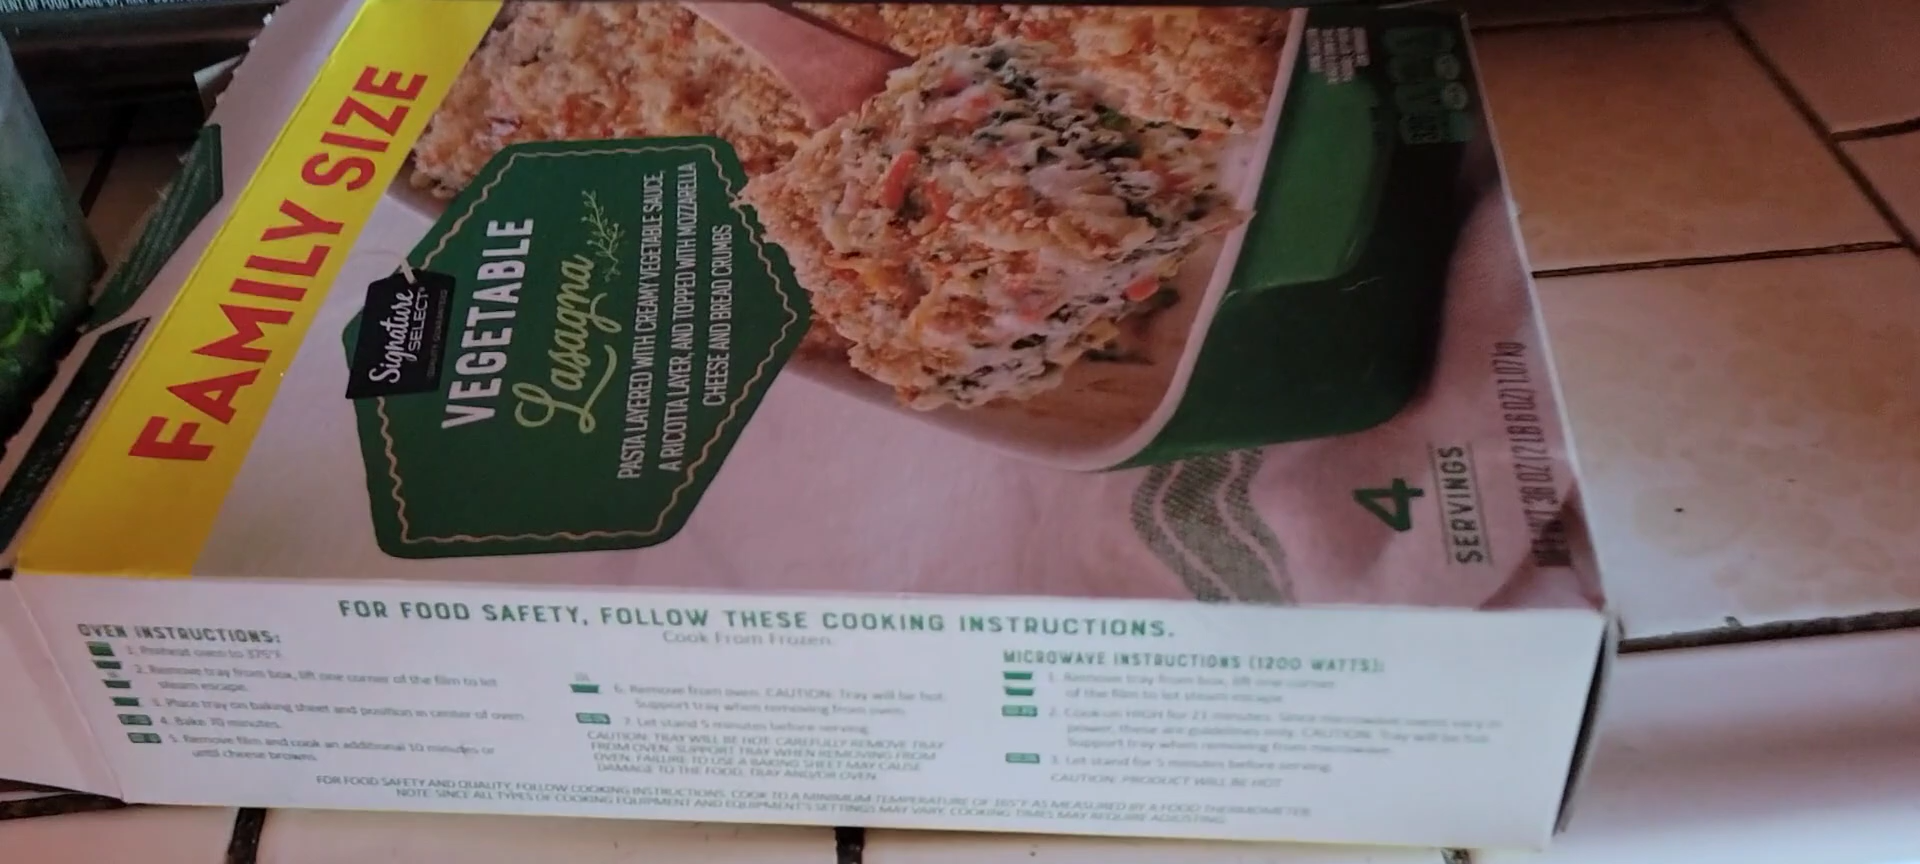 FAMILY SIZE
Signature
SELECT
VEGETABLE
Lasagna
PASTA LAYERED WITH CREAMY VEGETABLE SAUCE,
A RICOTTA LAYER, AND TOPPED WITH MOZZARELLA
CHEESE AND BREAD CRUMBS
4
SERVINGS
NET WT 38 OZ (2 LB 6 OZ) 1.07 KG
FOR FOOD SAFETY, FOLLOW THESE COOKING INSTRUCTIONS.
Cook From Frozen
OVEN INSTRUCTIONS:
1. Preheat oven to 375°F.
2. Remove tray from box, lift one corner of the film to let
steam escape.
3. Place tray on baking sheet and position in center of oven.
4. Bake 70 minutes.
5. Remove film and cook an additional 10 minutes or
until cheese browns.
6. Remove from oven. CAUTION: Tray will be hot.
Support tray when removing from oven.
7. Let stand 5 minutes before serving.
CAUTION: TRAY WILL BE HOT. CAREFULLY REMOVE TRAY
FROM OVEN. SUPPORT TRAY WHEN REMOVING FROM
OVEN. FAILURE TO USE A BAKING SHEET MAY CAUSE
DAMAGE TO THE FOOD, TRAY AND/OR OVEN.
MICROWAVE INSTRUCTIONS (1200 WATTS):
1. Remove tray from box, lift one corner
of the film to let steam escape.
2. Cook on HIGH for 21 minutes. Since microwave ovens vary in
power, these are guidelines only. CAUTION: Tray will be hot.
Support tray when removing from microwave.
3. Let stand for 5 minutes before serving.
CAUTION: PRODUCT WILL BE HOT
FOR FOOD SAFETY AND QUALITY, FOLLOW COOKING INSTRUCTIONS. COOK TO A MINIMUM TEMPERATURE OF 165°F AS MEASURED BY A FOOD THERMOMETER.
NOTE: SINCE ALL TYPES OF COOKING EQUIPMENT AND EQUIPMENT'S SETTINGS MAY VARY, COOKING TIMES MAY REQUIRE ADJUSTING.